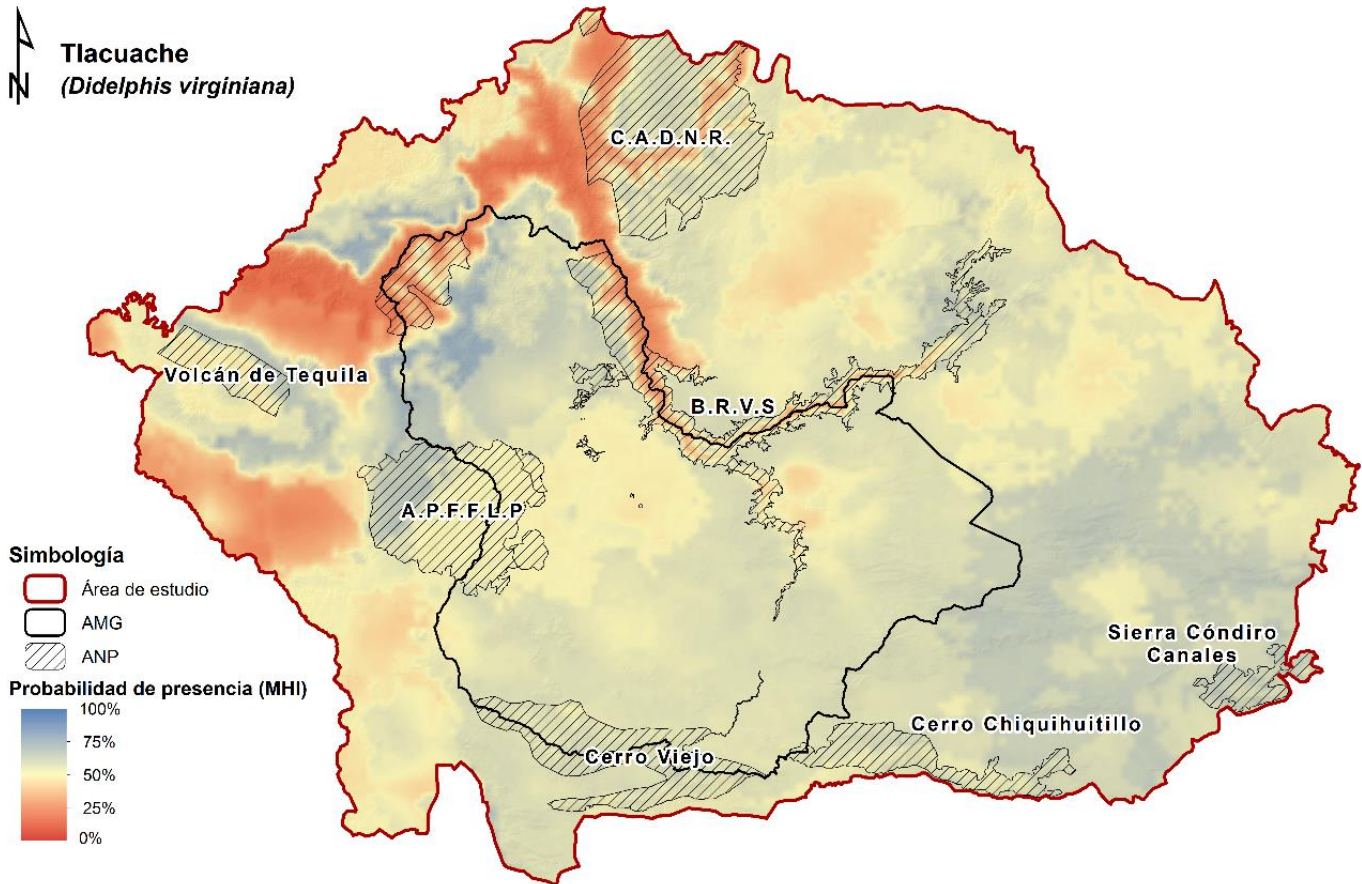 N
Tlacuache
(Didelphis virginiana)
C.A.D.N.R.
Volcán de Tequila
B.R.V.S
A.P.F.F.L.P
Simbología
Área de estudio
AMG
ANP
Probabilidad de presencia (MHI)
100%
75%
50%
25%
0%
Sierra Cóndiro
Canales
Cerro Chiquihuitillo
Cerro Viejo